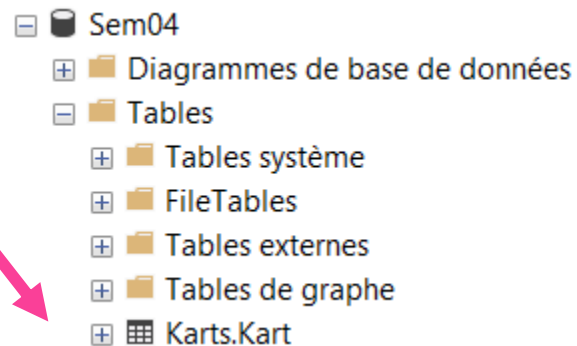 Sem04
Diagrammes de base de données
Tables
Tables système
FileTables
Tables externes
Tables de graphe
Karts.Kart